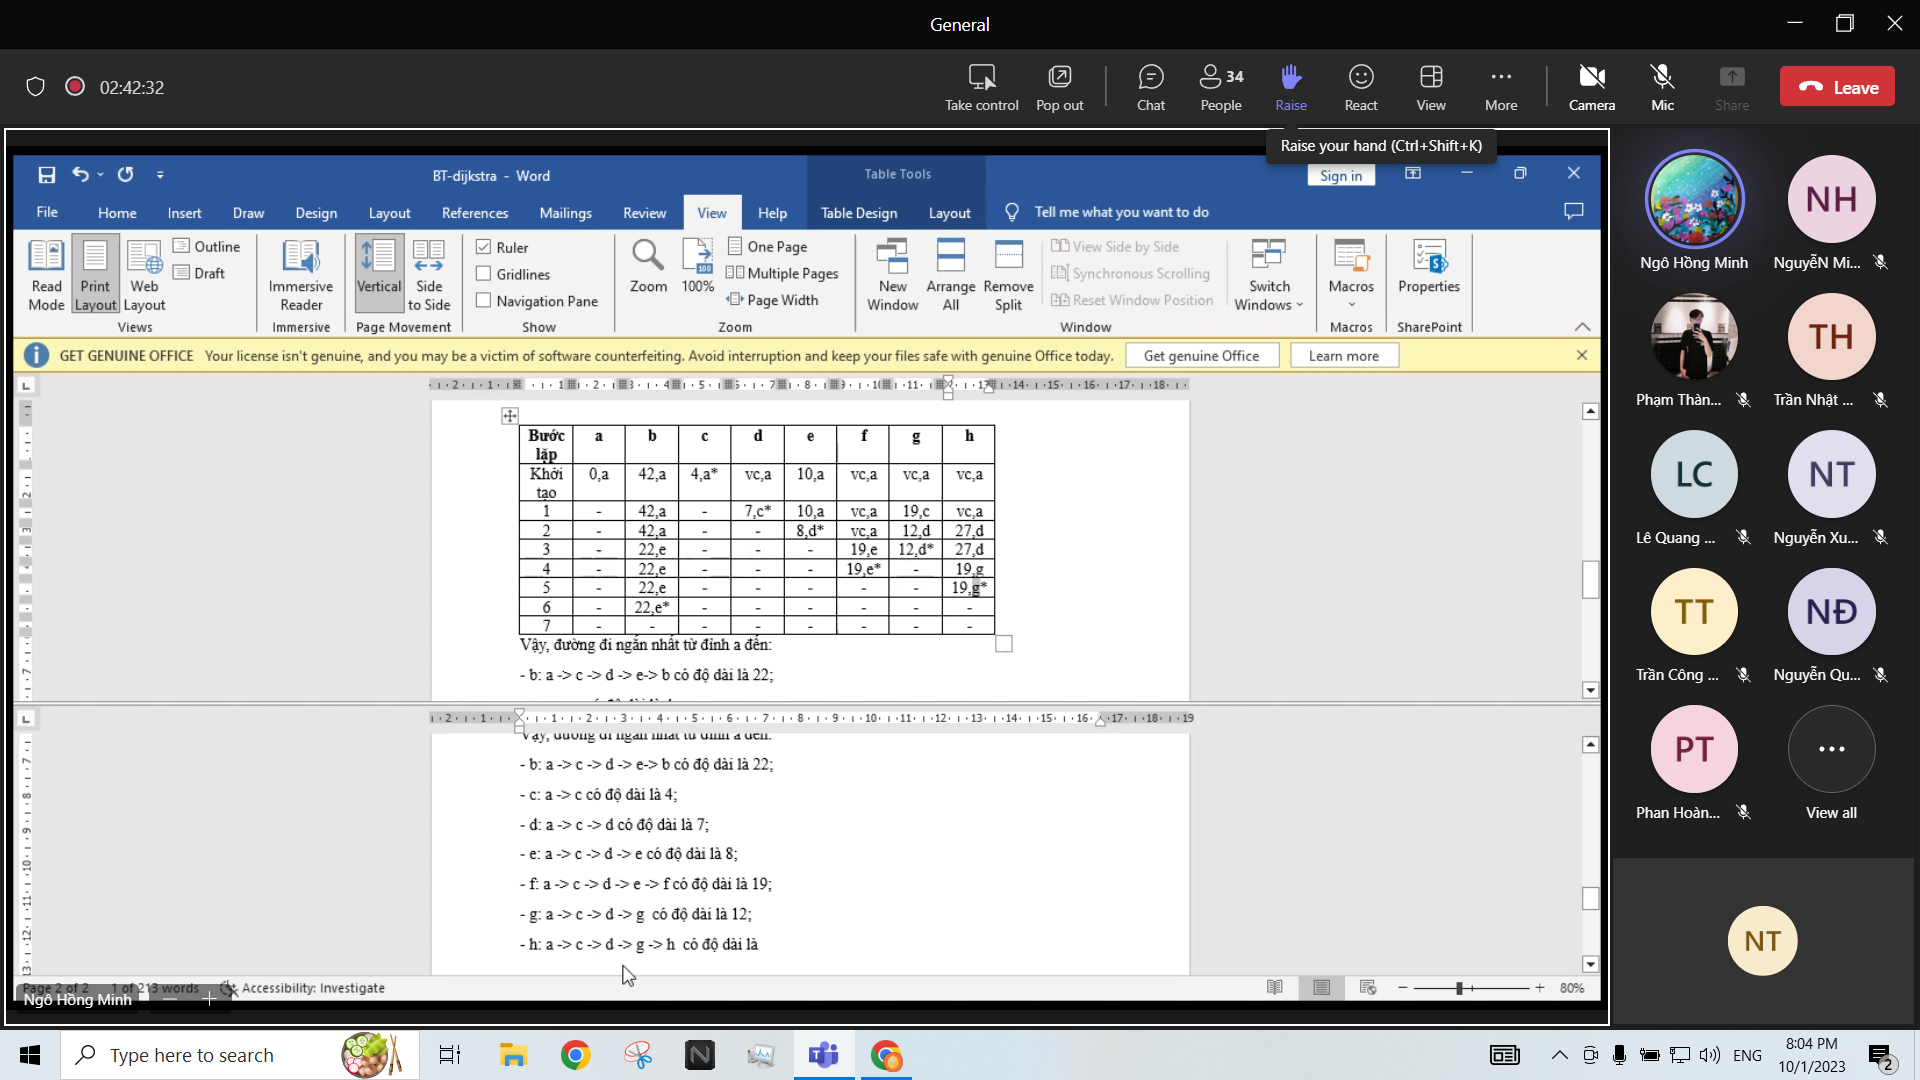 General
02:42:32
Take control
Pop out
Chat
34
People
Raise
React
View
More
Camera
Mic
Share
Leave
Raise your hand (Ctrl+Shift+K)
BT-dijkstra - Word
Table Tools
Sign in
File Home Insert Draw Design Layout References Mailings Review View Help Table Design Layout Tell me what you want to do
Read Mode
Print Layout
Web Layout
Outline
Draft
Views
Immersive Reader
Immersive
Vertical
Side to Side
Page Movement
Ruler
Gridlines
Navigation Pane
Show
Zoom
100
100%
One Page
Multiple Pages
Page Width
Zoom
New Window
Arrange All
Remove Split
View Side by Side
Synchronous Scrolling
Reset Window Position
Switch Windows
Window
Macros
Macros
Properties
SharePoint
GET GENUINE OFFICE Your license isn't genuine, and you may be a victim of software counterfeiting. Avoid interruption and keep your files safe with genuine Office today. Get genuine Office Learn more
Bước lặp a b c d e f g h
Khởi tạo 0,a 42,a 4,a* vc,a 10,a vc,a vc,a vc,a
1 - 42,a - 7,c* 10,a vc,a 19,c vc,a
2 - 42,a - - 8,d* vc,a 12,d 27,d
3 - 22,e - - - 19,e 12,d* 27,d
4 - 22,e - - - 19,e* - 19,g
5 - 22,e - - - - - 19,g*
6 - 22,e* - - - - - -
7 - - - - - - - -
Vậy, đường đi ngắn nhất từ đỉnh a đến:
- b: a -> c -> d -> e-> b có độ dài là 22;
Vậy, đường đi ngắn nhất từ đỉnh a đến:
- b: a -> c -> d -> e-> b có độ dài là 22;
- c: a -> c có độ dài là 4;
- d: a -> c -> d có độ dài là 7;
- e: a -> c -> d -> e có độ dài là 8;
- f: a -> c -> d -> e -> f có độ dài là 19;
- g: a -> c -> d -> g có độ dài là 12;
- h: a -> c -> d -> g -> h có độ dài là
Page 2 of 2 1 of 213 words Accessibility: Investigate
80%
Ngô Hồng Minh
Ngô Hồng Minh
NH
NguyễN Mi...
Phạm Thàn...
TH
Trần Nhật ...
LC
Lê Quang ...
NT
Nguyễn Xu...
TT
Trần Công ...
NĐ
Nguyễn Qu...
PT
Phan Hoàn...
View all
NT
Type here to search
ENG
8:04 PM
10/1/2023
2